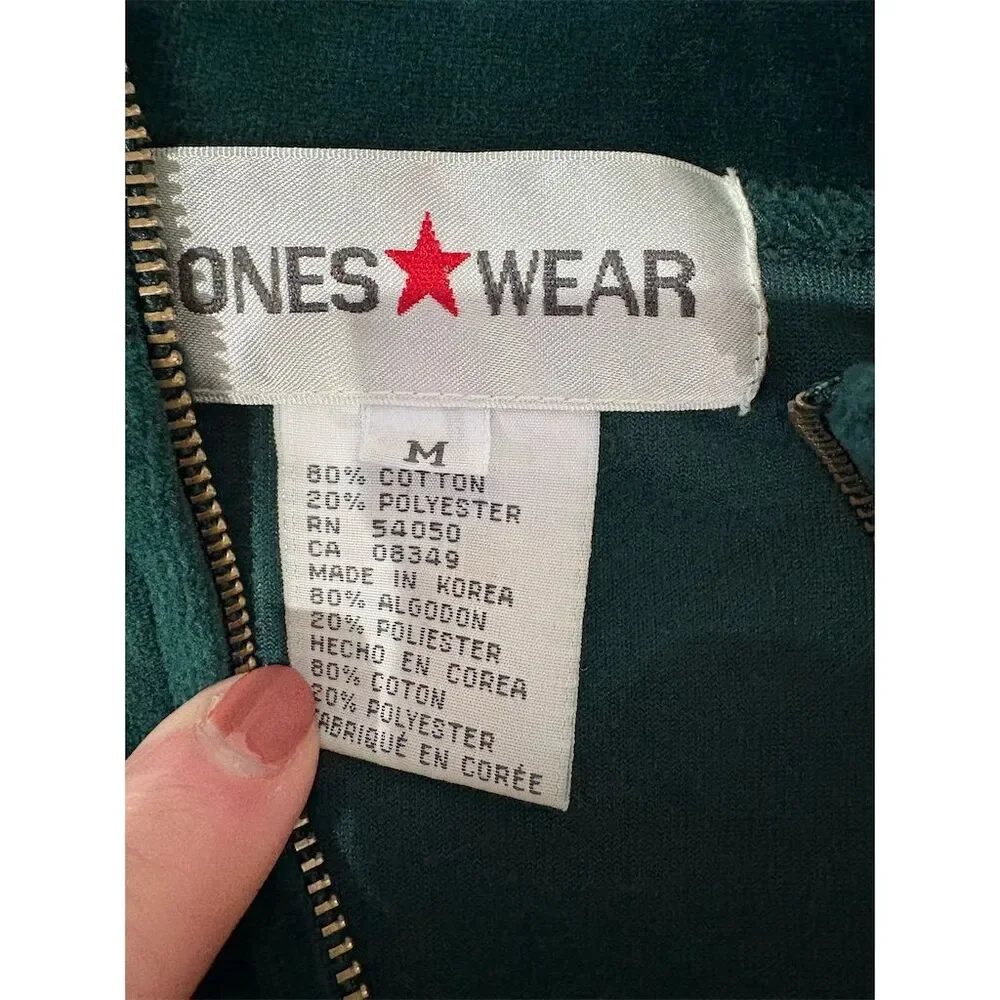 ONES★WEAR
M
80% COTTON
20% POLYESTER
RN 54050
CA 08349
MADE IN KOREA
80% ALGODON
20% POLIESTER
HECHO EN COREA
80% COTON
20% POLYESTER
FABRIQUÉ EN CORÉE